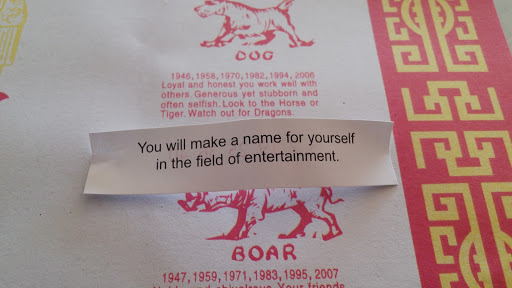 DOG
1946, 1958, 1970, 1982, 1994, 2006
Loyal and honest you work well with
others. Generous yet stubborn and
often selfish. Look to the Horse or
Tiger. Watch out for Dragons.
You will make a name for yourself
in the field of entertainment.
BOAR
1947, 1959, 1971, 1983, 1995, 2007